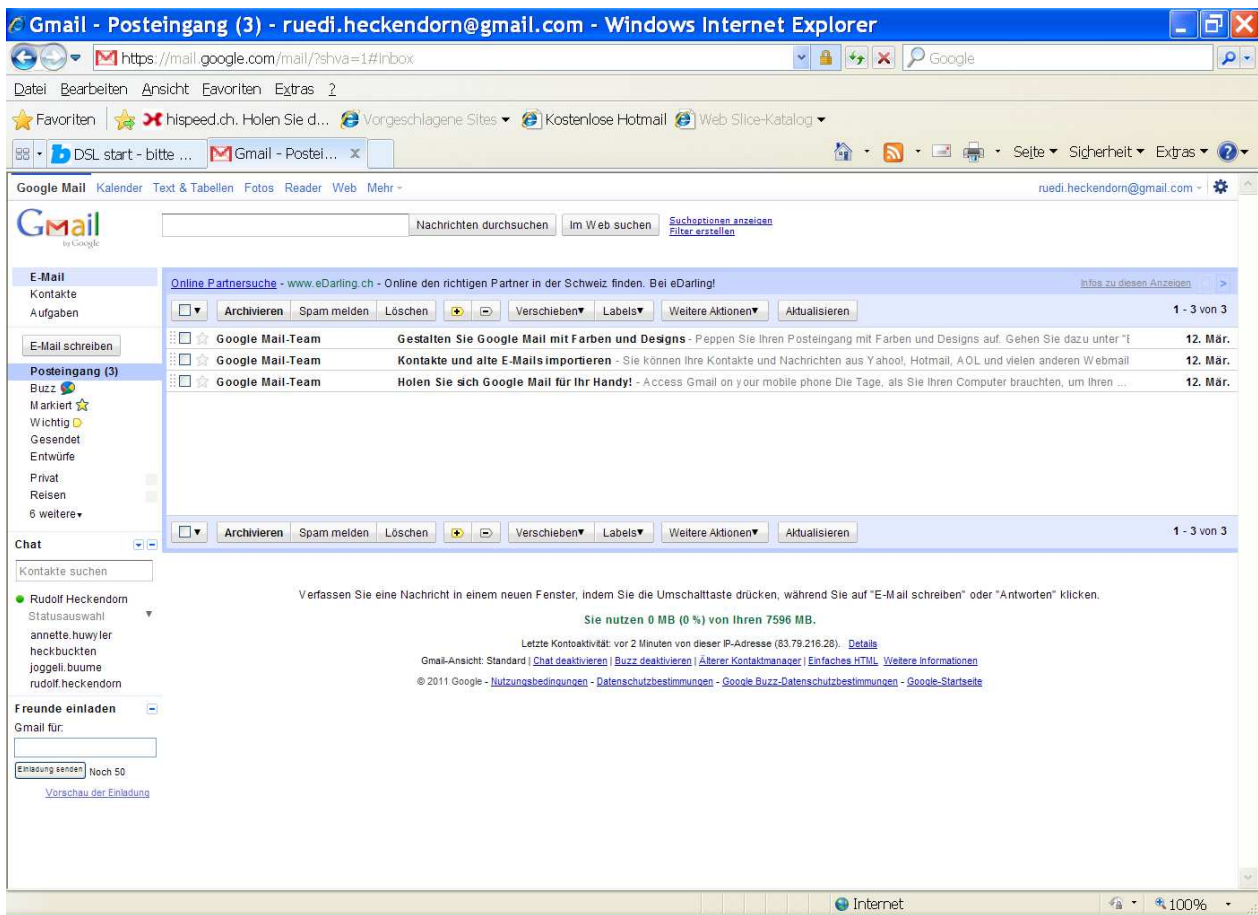 Gmail - Posteingang (3) - ruedi.heckendorn@gmail.com - Windows Internet Explorer
https://mail.google.com/mail/?shva=1#inbox Google
Datei Bearbeiten Ansicht Favoriten Extras ?
Favoriten hispeed.ch. Holen Sie d... Vorgeschlagene Sites Kostenlose Hotmail Web Slice-Katalog
DSL start - bitte ... Gmail - Postei... x Seite Sicherheit Extras
Google Mail Kalender Text & Tabellen Fotos Reader Web Mehr ruedi.heckendorn@gmail.com
Gmail by Google
Nachrichten durchsuchen Im Web suchen Suchoptionen anzeigen
Filter erstellen
E-Mail
Kontakte
Aufgaben
E-Mail schreiben
Posteingang (3)
Buzz
Markiert
Wichtig
Gesendet
Entwürfe
Privat
Reisen
6 weitere
Chat
Kontakte suchen
Rudolf Heckendorn
Statusauswahl
annette.huwyler
heckbuckten
joggeli.buume
rudolf.heckendorn
Freunde einladen
Gmail für:
Einladung senden Noch 50
Vorschau der Einladung
Online Partnersuche - www.eDarling.ch - Online den richtigen Partner in der Schweiz finden. Bei eDarling! Infos zu diesen Anzeigen < >
Archivieren Spam melden Löschen Verschieben Labels Weitere Aktionen Aktualisieren 1 - 3 von 3
Google Mail-Team Gestalten Sie Google Mail mit Farben und Designs - Peppen Sie Ihren Posteingang mit Farben und Designs auf. Gehen Sie dazu unter "E 12. Mär.
Google Mail-Team Kontakte und alte E-Mails importieren - Sie können Ihre Kontakte und Nachrichten aus Yahoo!, Hotmail, AOL und vielen anderen Webmail 12. Mär.
Google Mail-Team Holen Sie sich Google Mail für Ihr Handy! - Access Gmail on your mobile phone Die Tage, als Sie Ihren Computer brauchten, um Ihren ... 12. Mär.
Archivieren Spam melden Löschen Verschieben Labels Weitere Aktionen Aktualisieren 1 - 3 von 3
Verfassen Sie eine Nachricht in einem neuen Fenster, indem Sie die Umschalttaste drücken, während Sie auf "E-Mail schreiben" oder "Antworten" klicken.
Sie nutzen 0 MB (0 %) von Ihren 7596 MB.
Letzte Kontoaktivität: vor 2 Minuten von dieser IP-Adresse (83.79.216.28). Details
Gmail-Ansicht: Standard | Chat deaktivieren | Buzz deaktivieren | Älterer Kontaktmanager | Einfaches HTML Weitere Informationen
© 2011 Google - Nutzungsbedingungen - Datenschutzbestimmungen - Google Buzz-Datenschutzbestimmungen - Google-Startseite
Internet 100%